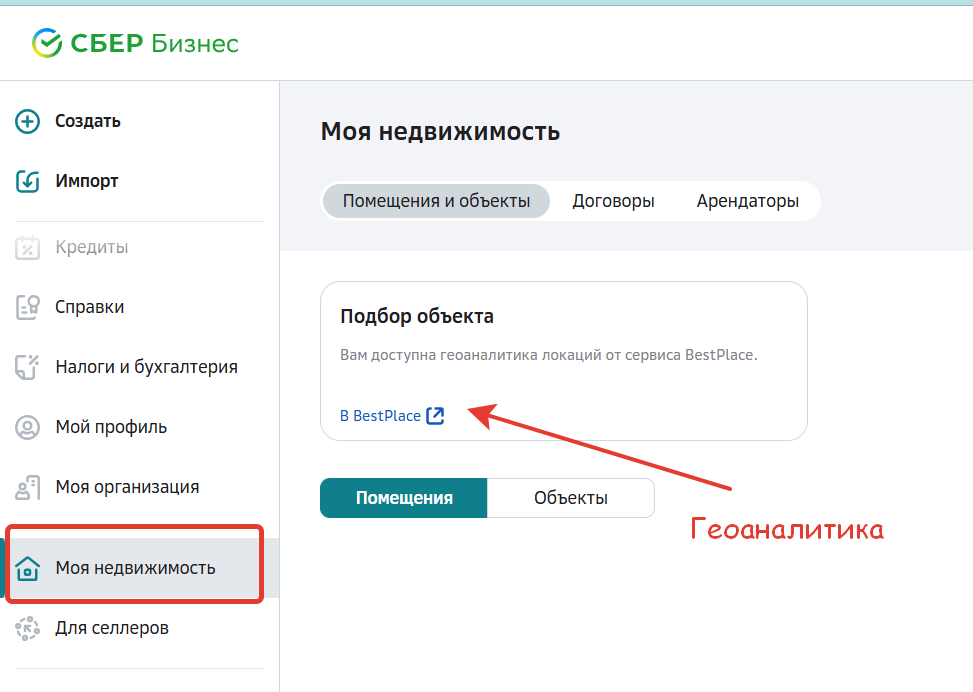 СБЕР Бизнес
Создать
Импорт
Кредиты
Справки
Налоги и бухгалтерия
Мой профиль
Моя организация
Моя недвижимость
Для селлеров
Моя недвижимость
Помещения и объекты Договоры Арендаторы
Подбор объекта
Вам доступна геоаналитика локаций от сервиса BestPlace.
В BestPlace
Помещения Объекты
Геоаналитика